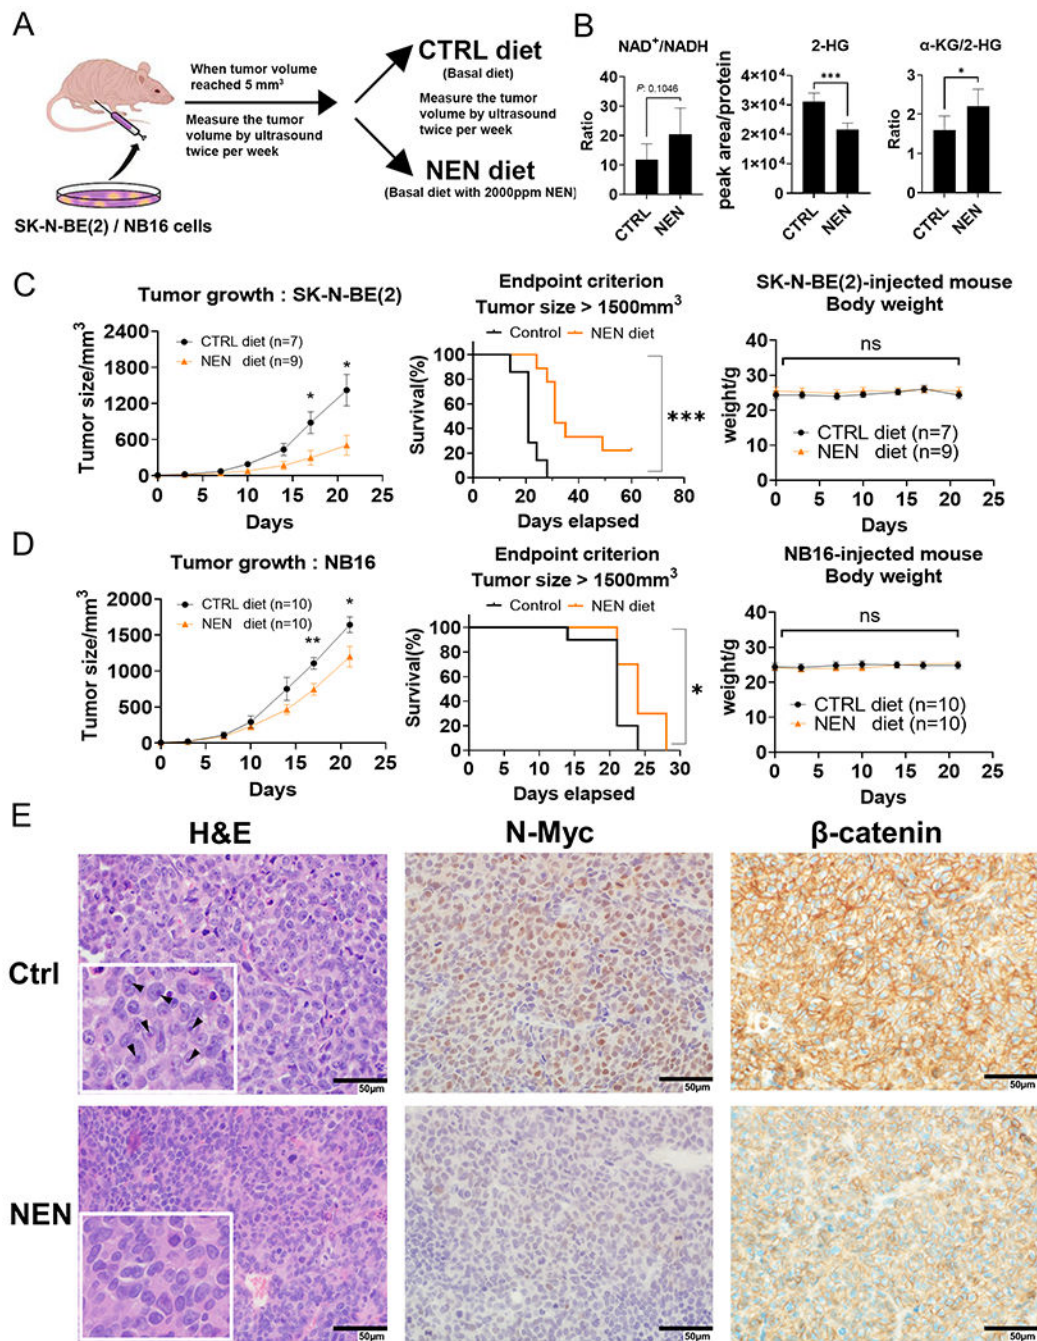 A
When tumor volume
reached 5 mm³
Measure the tumor
volume by ultrasound
twice per week
SK-N-BE(2) / NB16 cells
CTRL diet
(Basal diet)
Measure the tumor
volume by ultrasound
twice per week
NEN diet
(Basal diet with 2000ppm NEN)
B
NAD⁺/NADH
Ratio
40
30
20
10
0
P: 0.1046
CTRL
NEN
2-HG
peak area/protein
4×10⁴
3×10⁴
2×10⁴
1×10⁴
0
***
CTRL
NEN
α-KG/2-HG
Ratio
3
2
1
0
*
CTRL
NEN
C
Tumor growth : SK-N-BE(2)
Tumor size/mm³
2400
1800
1200
600
0
CTRL diet (n=7)
NEN diet (n=9)
*
*
0 5 10 15 20 25
Days
Endpoint criterion
Tumor size > 1500mm³
Control
NEN diet
Survival(%)
100
80
60
40
20
0
***
0 20 40 60 80
Days elapsed
SK-N-BE(2)-injected mouse
Body weight
weight/g
40
30
20
10
0
ns
CTRL diet (n=7)
NEN diet (n=9)
0 5 10 15 20 25
Days
D
Tumor growth : NB16
Tumor size/mm³
2000
1500
1000
500
0
CTRL diet (n=10)
NEN diet (n=10)
**
*
0 5 10 15 20 25
Days
Endpoint criterion
Tumor size > 1500mm³
Control
NEN diet
Survival(%)
100
80
60
40
20
0
*
0 5 10 15 20 25 30
Days elapsed
NB16-injected mouse
Body weight
weight/g
40
30
20
10
0
ns
CTRL diet (n=10)
NEN diet (n=10)
0 5 10 15 20 25
Days
E
H&E
N-Myc
β-catenin
Ctrl
50μm
50μm
50μm
NEN
50μm
50μm
50μm